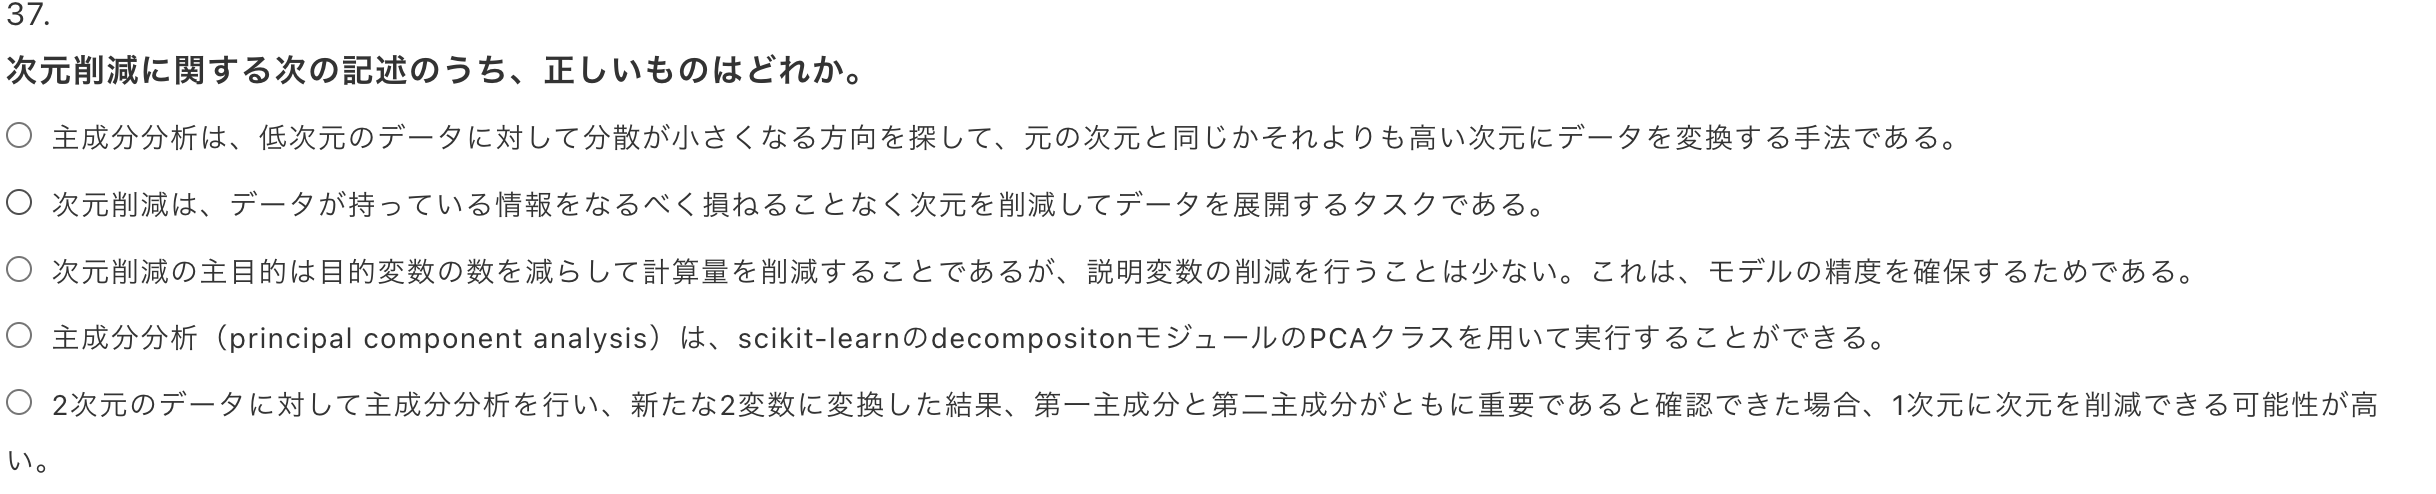 37.
次元削減に関する次の記述のうち、正しいものはどれか。
主成分分析は、低次元のデータに対して分散が小さくなる方向を探して、元の次元と同じかそれよりも高い次元にデータを変換する手法である。
次元削減は、データが持っている情報をなるべく損ねることなく次元を削減してデータを展開するタスクである。
次元削減の主目的は目的変数の数を減らして計算量を削減することであるが、説明変数の削減を行うことは少ない。これは、モデルの精度を確保するためである。
主成分分析（principal component analysis）は、scikit-learnのdecompositonモジュールのPCAクラスを用いて実行することができる。
2次元のデータに対して主成分分析を行い、新たな2変数に変換した結果、第一主成分と第二主成分がともに重要であると確認できた場合、1次元に次元を削減できる可能性が高
い。